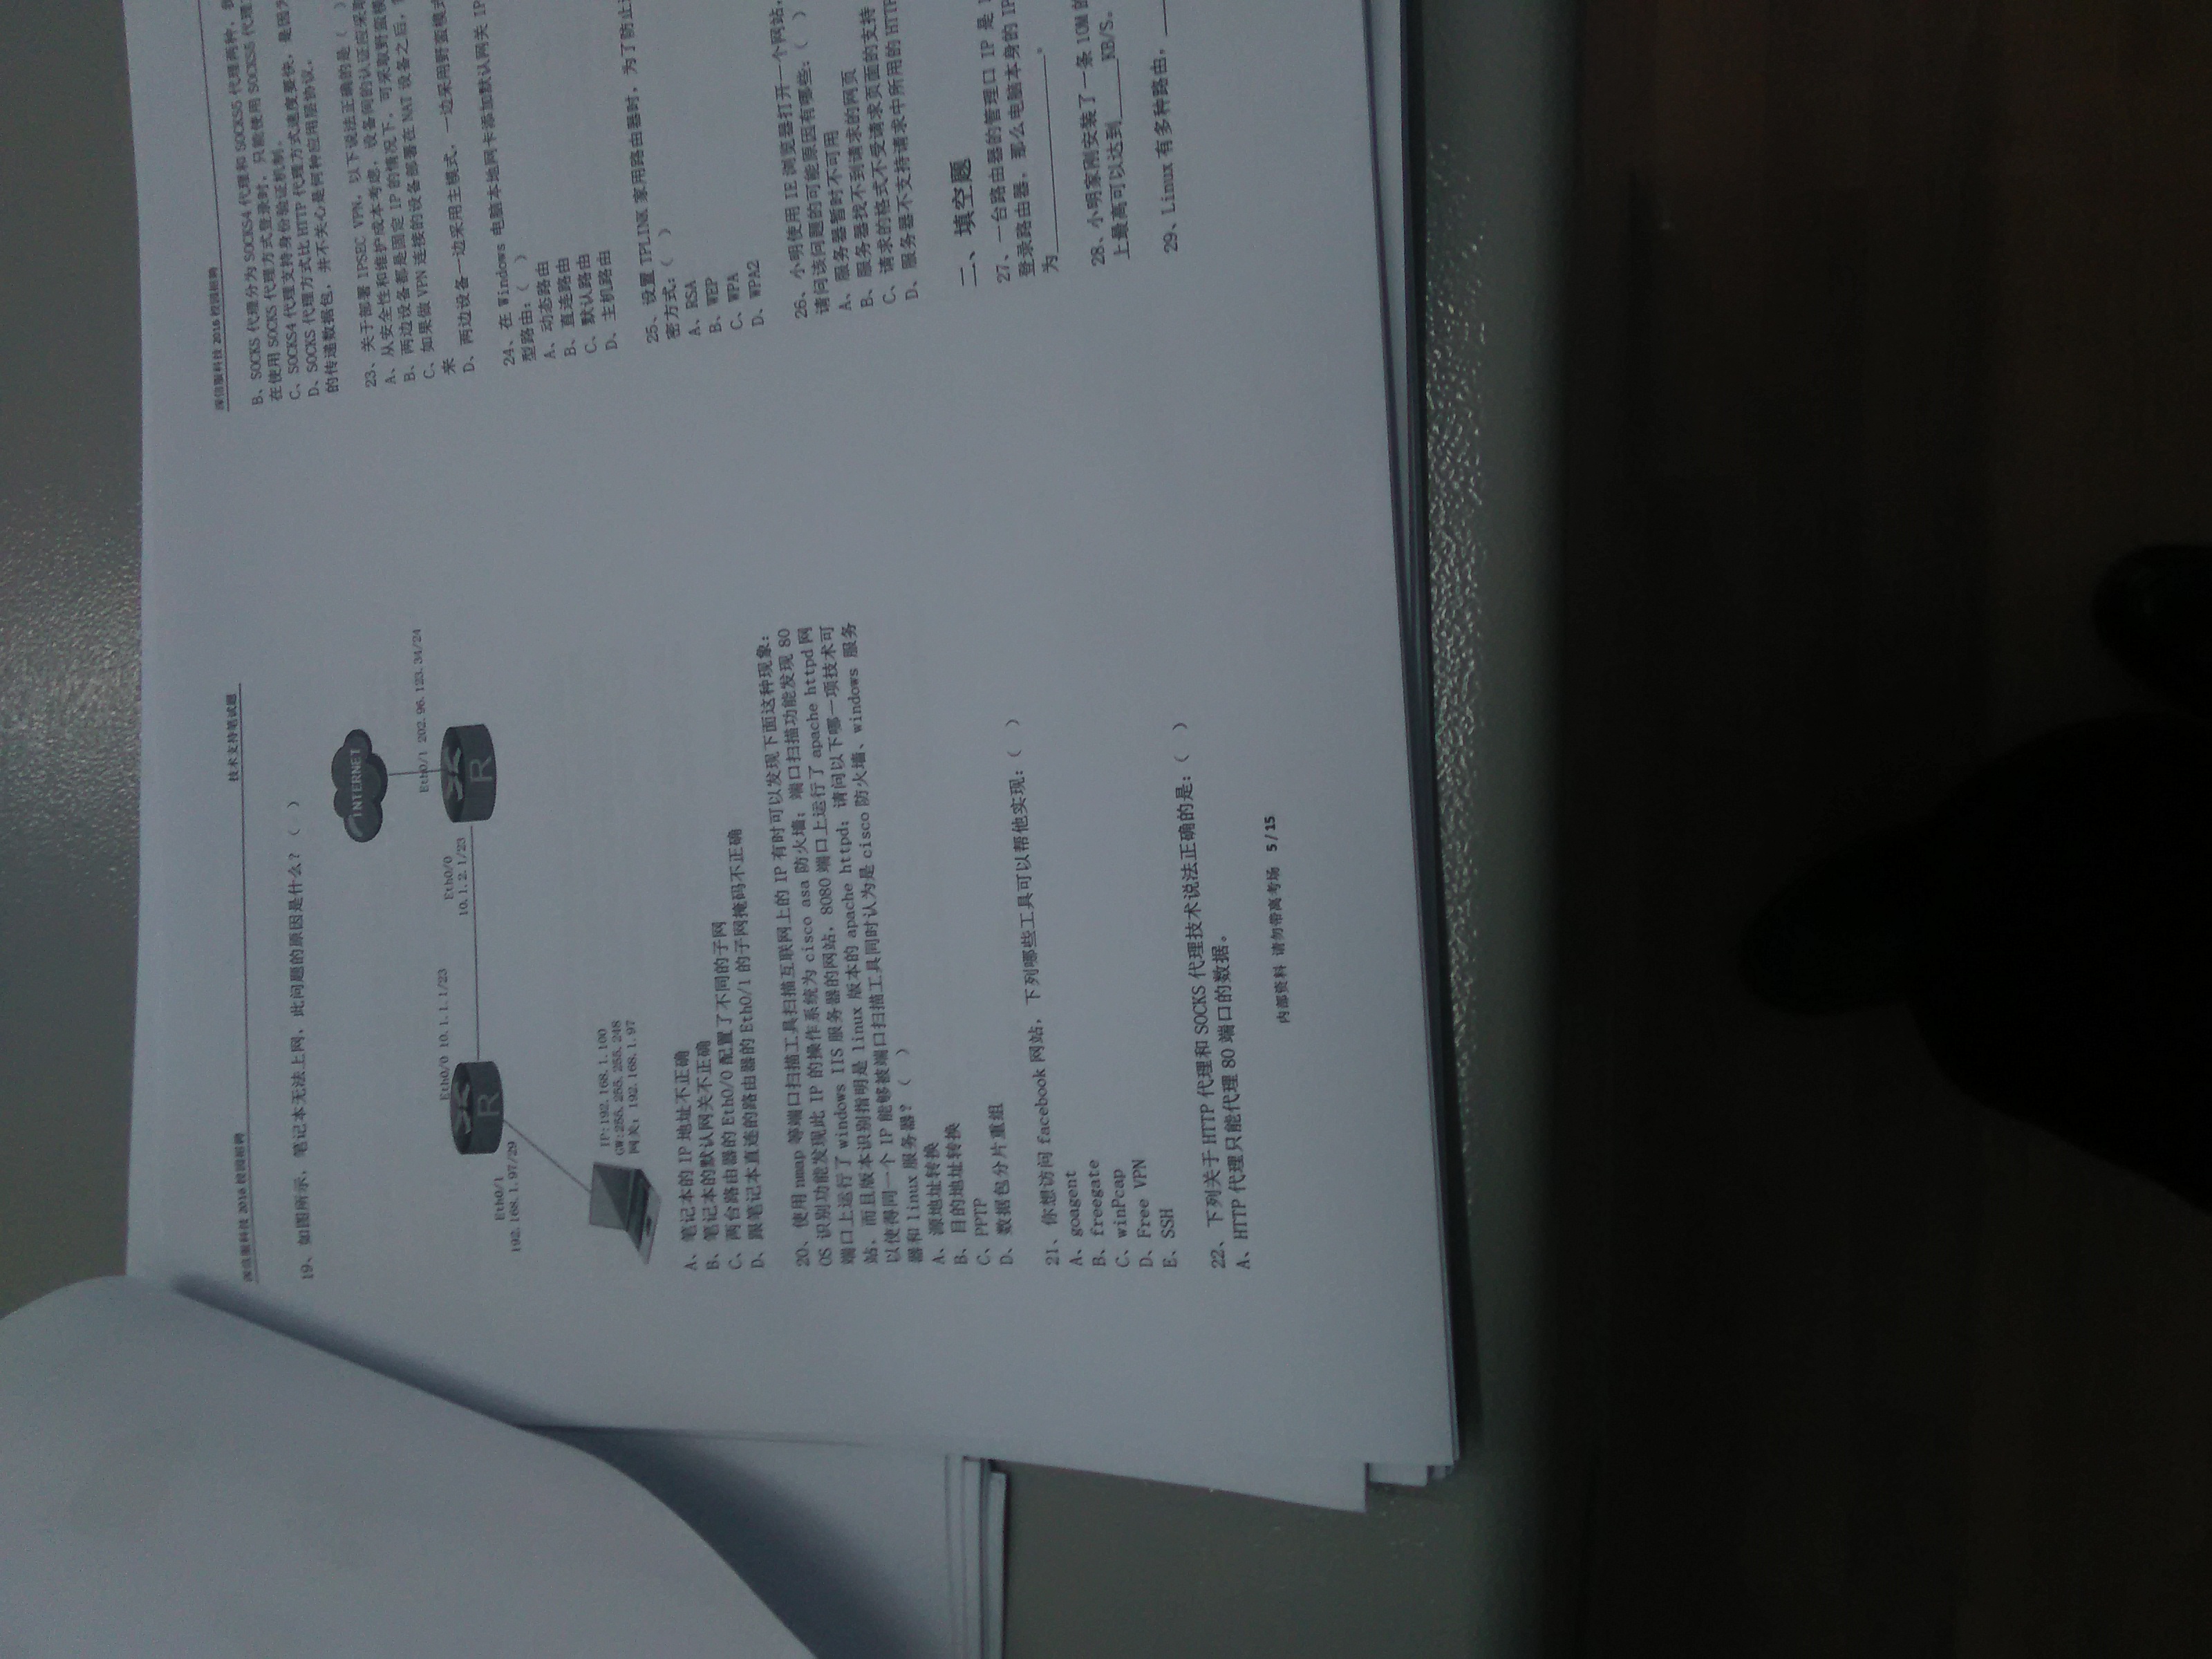 深信服科技 2016 校园招聘
技术支持笔试题
19、如图所示，笔记本无法上网，此问题的原因是什么？（ ）
INTERNET
Eth0/1 202.96.123.34/24
Eth0/0 10.1.1.1/23
Eth0/0
10.1.2.1/23
R
R
Eth0/1
192.168.1.97/29
IP:192.168.1.100
GW:255.255.255.248
网关：192.168.1.97
A、笔记本的 IP 地址不正确
B、笔记本的默认网关不正确
C、两台路由器的 Eth0/0 配置了不同的子网
D、跟笔记本直连的路由器的 Eth0/1 的子网掩码不正确
20、使用 nmap 等端口扫描工具扫描互联网上的 IP 有时可以发现下面这种现象：
OS 识别功能发现此 IP 的操作系统为 cisco asa 防火墙；端口扫描功能发现 80
端口上运行了 windows IIS 服务器的网站，8080 端口上运行了 apache httpd 网
站，而且版本识别指明是 linux 版本的 apache httpd；请问以下哪一项技术可
以使得同一个 IP 能够被端口扫描工具同时认为是 cisco 防火墙、windows 服务
器和 linux 服务器？（ ）
A、源地址转换
B、目的地址转换
C、PPTP
D、数据包分片重组
21、你想访问 facebook 网站，下列哪些工具可以帮他实现：（ ）
A、goagent
B、freegate
C、winPcap
D、Free VPN
E、SSH
22、下列关于 HTTP 代理和 SOCKS 代理技术说法正确的是：（ ）
A、HTTP 代理只能代理 80 端口的数据。
内部资料 请勿带离考场 5 / 15
深信服科技 2016 校园招聘
B、SOCKS 代理分为 SOCKS4 代理和 SOCKS5 代理两种，
在使用 SOCKS 代理方式登录时，只能使用 SOCKS5 代理
C、SOCKS4 代理支持身份验证机制。
D、SOCKS 代理方式比 HTTP 代理方式速度要快，是因为
的传递数据包，并不关心是何种应用层协议。
23、关于部署 IPSEC VPN，以下说法正确的是（ ）
A、从安全性和维护成本考虑，设备间的认证应采取
B、两边设备都是固定 IP 的情况下，可采取野蛮模
C、如果做 VPN 连接的设备部署在 NAT 设备之后，
来
D、两边设备一边采用主模式，一边采用野蛮模式
24、在 Windows 电脑本地网卡添加默认网关 IP
型路由：（ ）
A、动态路由
B、直连路由
C、默认路由
D、主机路由
25、设置 TPLINK 家用路由器时，为了防止
密方式：（ ）
A、RSA
B、WEP
C、WPA
D、WPA2
26、小明使用 IE 浏览器打开一个网站，
请问该问题的可能原因有哪些：（ ）
A、服务器暂时不可用
B、服务器找不到请求的网页
C、请求的格式不受请求页面的支持
D、服务器不支持请求中所用的 HTTP
二、填空题
27、一台路由器的管理口 IP 是
登录路由器，那么电脑本身的 IP
为____________。
28、小明家刚安装了一条 10M 的
上最高可以达到____KB/S。
29、Linux 有多种路由，